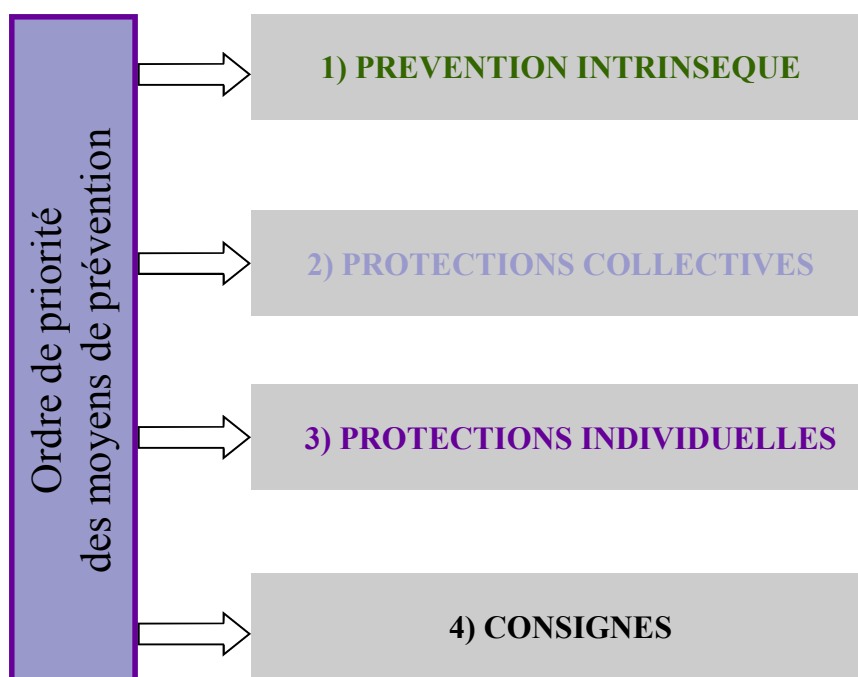 Ordre de priorité
des moyens de prévention
1) PREVENTION INTRINSEQUE
2) PROTECTIONS COLLECTIVES
3) PROTECTIONS INDIVIDUELLES
4) CONSIGNES